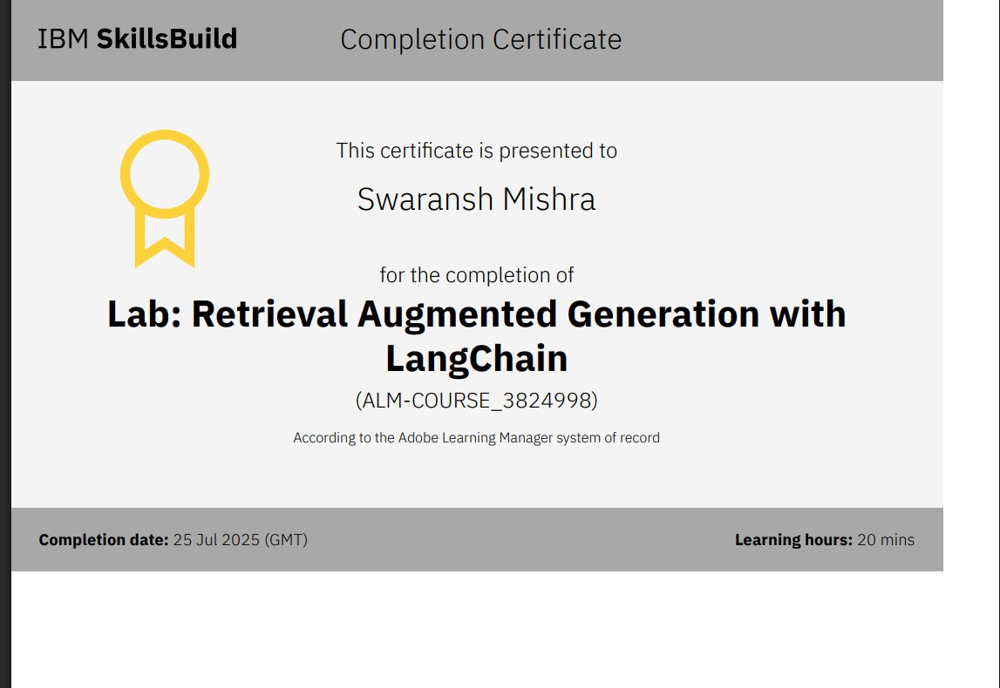 IBM SkillsBuild
Completion Certificate
This certificate is presented to
Swaransh Mishra
for the completion of
Lab: Retrieval Augmented Generation with
LangChain
(ALM-COURSE_3824998)
According to the Adobe Learning Manager system of record
Completion date: 25 Jul 2025 (GMT)
Learning hours: 20 mins